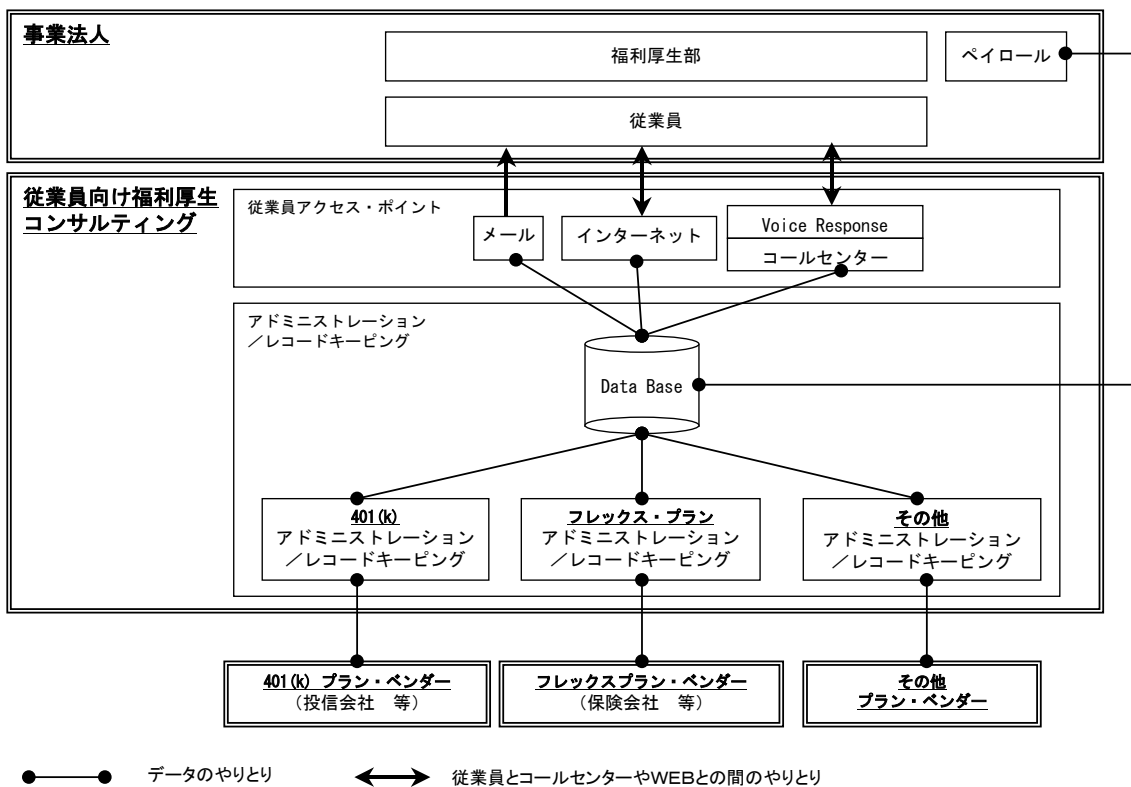 事業法人
福利厚生部
ペイロール
従業員
従業員向け福利厚生
コンサルティング
従業員アクセス・ポイント
メール
インターネット
Voice Response
コールセンター
アドミニストレーション
／レコードキーピング
Data Base
401(k)
アドミニストレーション
／レコードキーピング
フレックス・プラン
アドミニストレーション
／レコードキーピング
その他
アドミニストレーション
／レコードキーピング
401(k) プラン・ベンダー
（投信会社　等）
フレックスプラン・ベンダー
（保険会社　等）
その他
プラン・ベンダー
データのやりとり
従業員とコールセンターやWEBとの間のやりとり